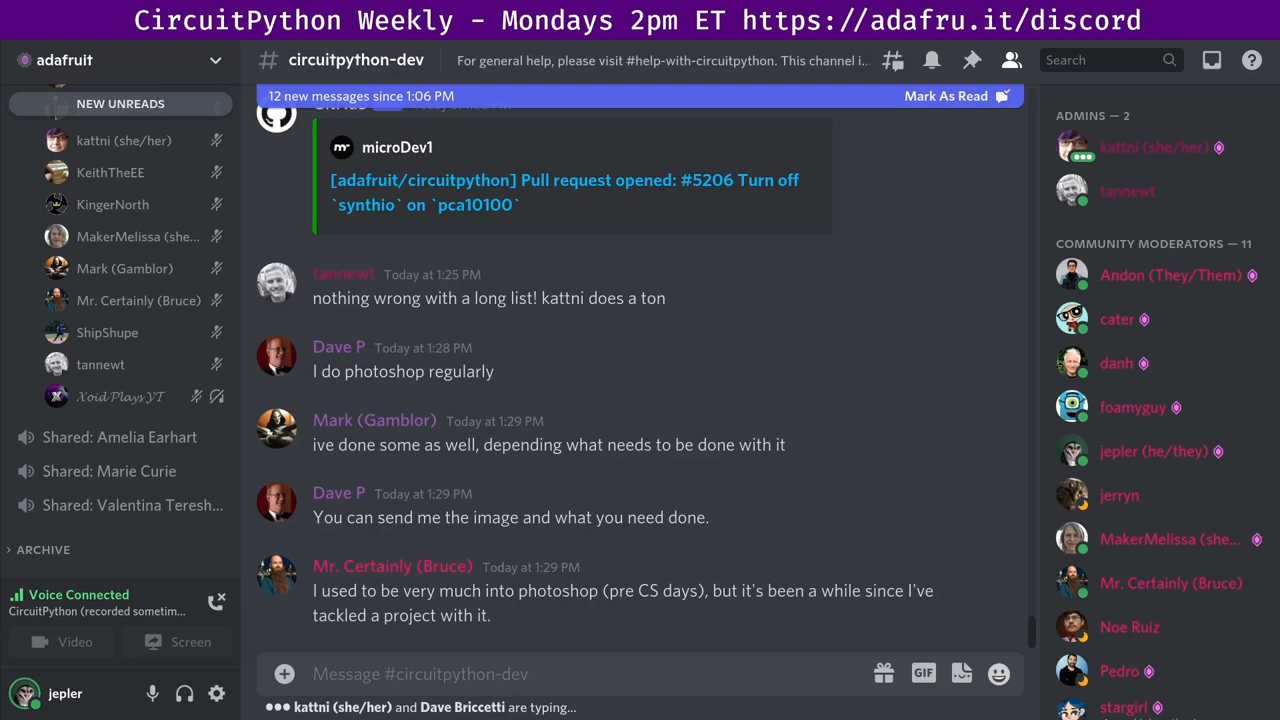 CircuitPython Weekly - Mondays 2pm ET https://adafru.it/discord
adafruit
# circuitpython-dev
For general help, please visit #help-with-circuitpython. This channel i...
Search
NEW UNREADS
kattni (she/her)
KeithTheEE
KingerNorth
MakerMelissa (she...
Mark (Gamblor)
Mr. Certainly (Bruce)
ShipShupe
tannewt
𝓧𝓸𝓲𝓭 𝓟𝓵𝓪𝔂𝓼 𝓨𝓣
Shared: Amelia Earhart
Shared: Marie Curie
Shared: Valentina Teresh...
ARCHIVE
Voice Connected
CircuitPython (recorded sometim...
Video
Screen
jepler
12 new messages since 1:06 PM
Mark As Read
microDev1
[adafruit/circuitpython] Pull request opened: #5206 Turn off
`synthio` on `pca10100`
tannewt Today at 1:25 PM
nothing wrong with a long list! kattni does a ton
Dave P Today at 1:28 PM
I do photoshop regularly
Mark (Gamblor) Today at 1:29 PM
ive done some as well, depending what needs to be done with it
Dave P Today at 1:29 PM
You can send me the image and what you need done.
Mr. Certainly (Bruce) Today at 1:29 PM
I used to be very much into photoshop (pre CS days), but it's been a while since I've
tackled a project with it.
Message #circuitpython-dev
GIF
kattni (she/her) and Dave Briccetti are typing...
ADMINS — 2
kattni (she/her)
tannewt
COMMUNITY MODERATORS — 11
Andon (They/Them)
cater
danh
foamyguy
jepler (he/they)
jerryn
MakerMelissa (she...
Mr. Certainly (Bruce)
Noe Ruiz
Pedro
stargirl